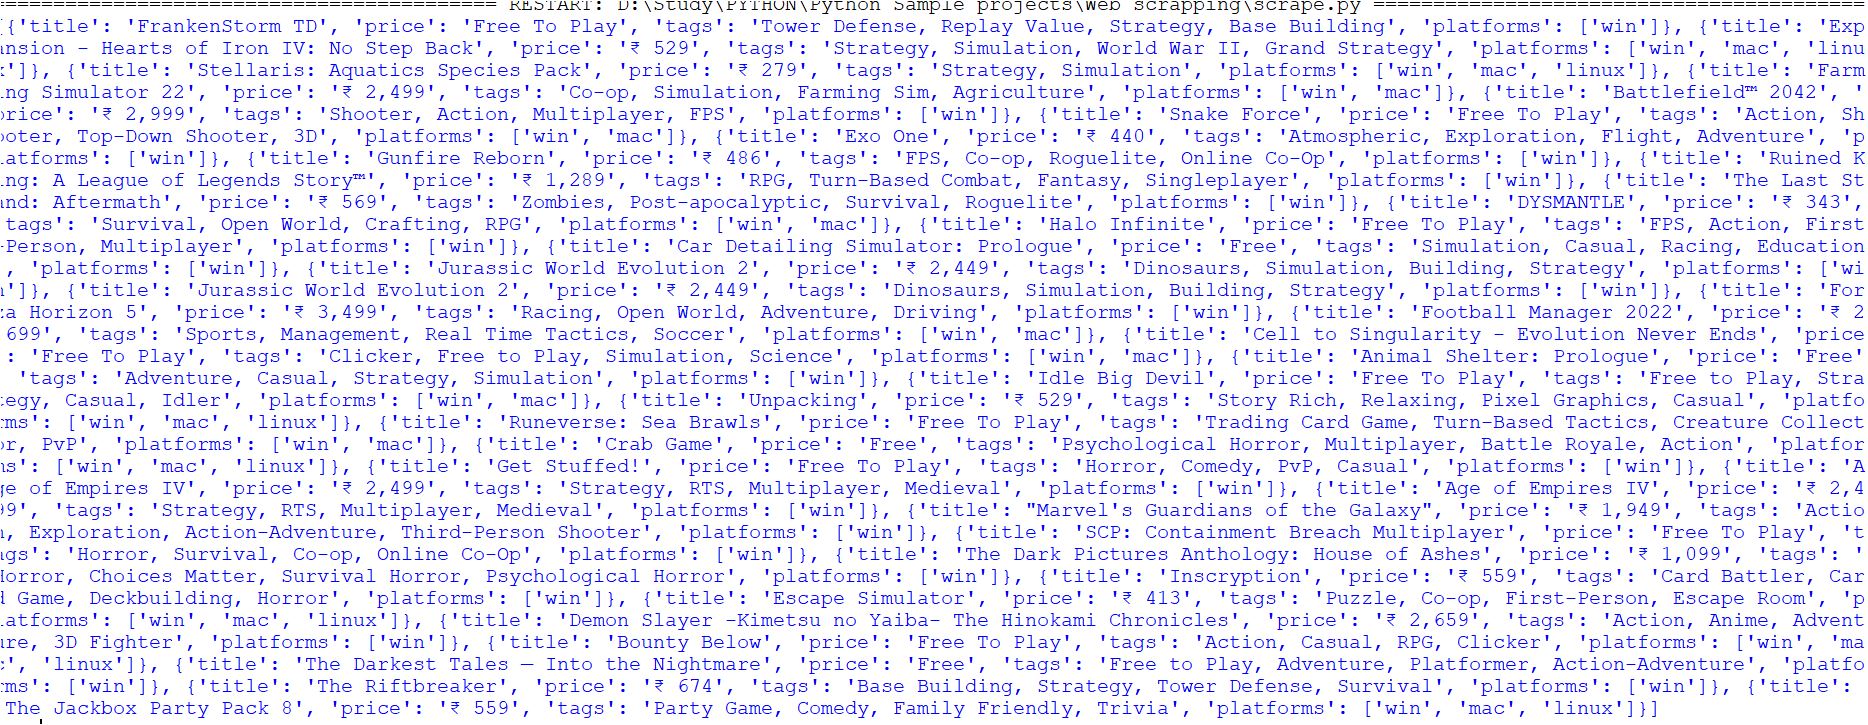 =============== RESTART: D:\Study\PYTHON\Python Sample projects\Web scrapping\scrape.py ===============
[{'title': 'FrankenStorm TD', 'price': 'Free To Play', 'tags': 'Tower Defense, Replay Value, Strategy, Base Building', 'platforms': ['win']}, {'title': 'Exp
ansion - Hearts of Iron IV: No Step Back', 'price': '₹ 529', 'tags': 'Strategy, Simulation, World War II, Grand Strategy', 'platforms': ['win', 'mac', 'linu
x']}, {'title': 'Stellaris: Aquatics Species Pack', 'price': '₹ 279', 'tags': 'Strategy, Simulation', 'platforms': ['win', 'mac', 'linux']}, {'title': 'Farm
ing Simulator 22', 'price': '₹ 2,499', 'tags': 'Co-op, Simulation, Farming Sim, Agriculture', 'platforms': ['win', 'mac']}, {'title': 'Battlefield™ 2042', '
price': '₹ 2,999', 'tags': 'Shooter, Action, Multiplayer, FPS', 'platforms': ['win']}, {'title': 'Snake Force', 'price': 'Free To Play', 'tags': 'Action, Sh
ooter, Top-Down Shooter, 3D', 'platforms': ['win', 'mac']}, {'title': 'Exo One', 'price': '₹ 440', 'tags': 'Atmospheric, Exploration, Flight, Adventure', 'p
latforms': ['win']}, {'title': 'Gunfire Reborn', 'price': '₹ 486', 'tags': 'FPS, Co-op, Roguelite, Online Co-Op', 'platforms': ['win']}, {'title': 'Ruined K
ing: A League of Legends Story™', 'price': '₹ 1,289', 'tags': 'RPG, Turn-Based Combat, Fantasy, Singleplayer', 'platforms': ['win']}, {'title': 'The Last St
and: Aftermath', 'price': '₹ 569', 'tags': 'Zombies, Post-apocalyptic, Survival, Roguelite', 'platforms': ['win']}, {'title': 'DYSMANTLE', 'price': '₹ 343',
'tags': 'Survival, Open World, Crafting, RPG', 'platforms': ['win', 'mac']}, {'title': 'Halo Infinite', 'price': 'Free To Play', 'tags': 'FPS, Action, First
-Person, Multiplayer', 'platforms': ['win']}, {'title': 'Car Detailing Simulator: Prologue', 'price': 'Free', 'tags': 'Simulation, Casual, Racing, Education
', 'platforms': ['win']}, {'title': 'Jurassic World Evolution 2', 'price': '₹ 2,449', 'tags': 'Dinosaurs, Simulation, Building, Strategy', 'platforms': ['wi
n']}, {'title': 'Jurassic World Evolution 2', 'price': '₹ 2,449', 'tags': 'Dinosaurs, Simulation, Building, Strategy', 'platforms': ['win']}, {'title': 'For
za Horizon 5', 'price': '₹ 3,499', 'tags': 'Racing, Open World, Adventure, Driving', 'platforms': ['win']}, {'title': 'Football Manager 2022', 'price': '₹ 2
,699', 'tags': 'Sports, Management, Real Time Tactics, Soccer', 'platforms': ['win', 'mac']}, {'title': 'Cell to Singularity - Evolution Never Ends', 'price
': 'Free To Play', 'tags': 'Clicker, Free to Play, Simulation, Science', 'platforms': ['win', 'mac']}, {'title': 'Animal Shelter: Prologue', 'price': 'Free'
, 'tags': 'Adventure, Casual, Strategy, Simulation', 'platforms': ['win']}, {'title': 'Idle Big Devil', 'price': 'Free To Play', 'tags': 'Free to Play, Stra
tegy, Casual, Idler', 'platforms': ['win', 'mac']}, {'title': 'Unpacking', 'price': '₹ 529', 'tags': 'Story Rich, Relaxing, Pixel Graphics, Casual', 'platfo
rms': ['win', 'mac', 'linux']}, {'title': 'Runeverse: Sea Brawls', 'price': 'Free To Play', 'tags': 'Trading Card Game, Turn-Based Tactics, Creature Collect
or, PvP', 'platforms': ['win', 'mac']}, {'title': 'Crab Game', 'price': 'Free', 'tags': 'Psychological Horror, Multiplayer, Battle Royale, Action', 'platfor
ms': ['win', 'mac', 'linux']}, {'title': 'Get Stuffed!', 'price': 'Free To Play', 'tags': 'Horror, Comedy, PvP, Casual', 'platforms': ['win']}, {'title': 'A
ge of Empires IV', 'price': '₹ 2,499', 'tags': 'Strategy, RTS, Multiplayer, Medieval', 'platforms': ['win']}, {'title': 'Age of Empires IV', 'price': '₹ 2,4
99', 'tags': 'Strategy, RTS, Multiplayer, Medieval', 'platforms': ['win']}, {'title': "Marvel's Guardians of the Galaxy", 'price': '₹ 1,949', 'tags': 'Actio
n, Exploration, Action-Adventure, Third-Person Shooter', 'platforms': ['win']}, {'title': 'SCP: Containment Breach Multiplayer', 'price': 'Free To Play', 't
ags': 'Horror, Survival, Co-op, Online Co-Op', 'platforms': ['win']}, {'title': 'The Dark Pictures Anthology: House of Ashes', 'price': '₹ 1,099', 'tags': '
Horror, Choices Matter, Survival Horror, Psychological Horror', 'platforms': ['win']}, {'title': 'Inscryption', 'price': '₹ 559', 'tags': 'Card Battler, Car
d Game, Deckbuilding, Horror', 'platforms': ['win']}, {'title': 'Escape Simulator', 'price': '₹ 413', 'tags': 'Puzzle, Co-op, First-Person, Escape Room', 'p
latforms': ['win', 'mac', 'linux']}, {'title': 'Demon Slayer -Kimetsu no Yaiba- The Hinokami Chronicles', 'price': '₹ 2,659', 'tags': 'Action, Anime, Advent
ure, 3D Fighter', 'platforms': ['win']}, {'title': 'Bounty Below', 'price': 'Free To Play', 'tags': 'Action, Casual, RPG, Clicker', 'platforms': ['win', 'ma
c', 'linux']}, {'title': 'The Darkest Tales — Into the Nightmare', 'price': 'Free', 'tags': 'Free to Play, Adventure, Platformer, Action-Adventure', 'platfo
rms': ['win']}, {'title': 'The Riftbreaker', 'price': '₹ 674', 'tags': 'Base Building, Strategy, Tower Defense, Survival', 'platforms': ['win']}, {'title':
'The Jackbox Party Pack 8', 'price': '₹ 559', 'tags': 'Party Game, Comedy, Family Friendly, Trivia', 'platforms': ['win', 'mac', 'linux']}]